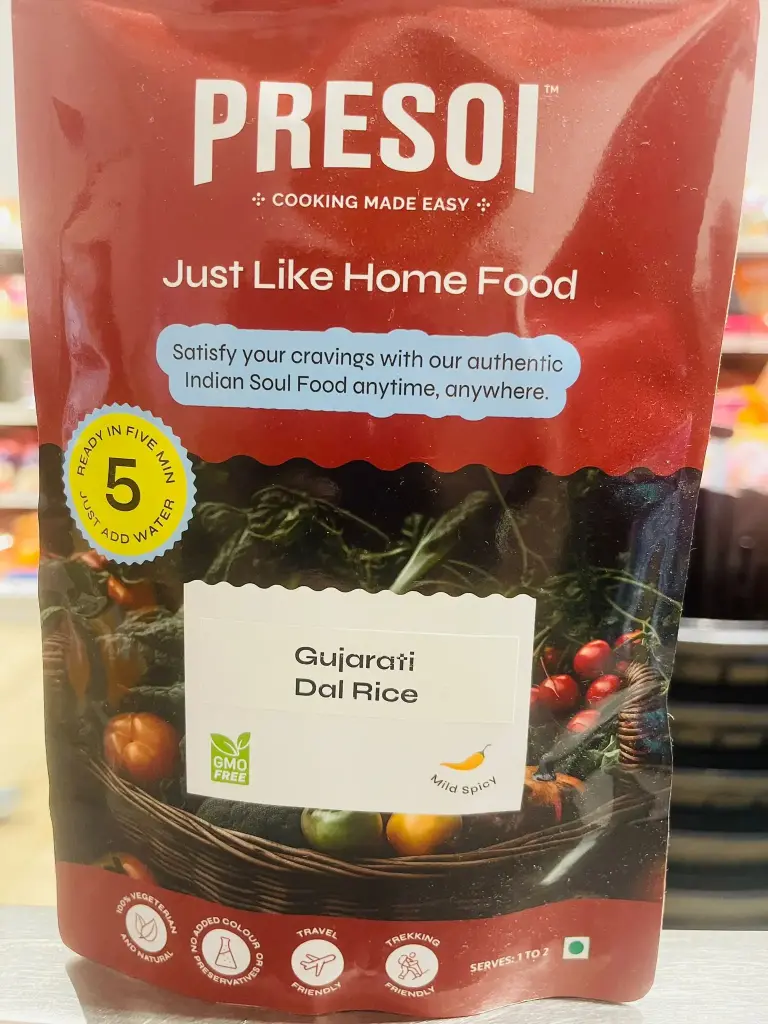 PRESOI™
COOKING MADE EASY
Just Like Home Food
Satisfy your cravings with our authentic
Indian Soul Food anytime, anywhere.
READY IN FIVE MIN
5
JUST ADD WATER
Gujarati
Dal Rice
GMO
FREE
Mild Spicy
100% VEGETERIAN
AND NATURAL
NO ADDED COLOUR OR
PRESERVATIVES
TRAVEL
FRIENDLY
TREKKING
FRIENDLY
SERVES: 1 TO 2